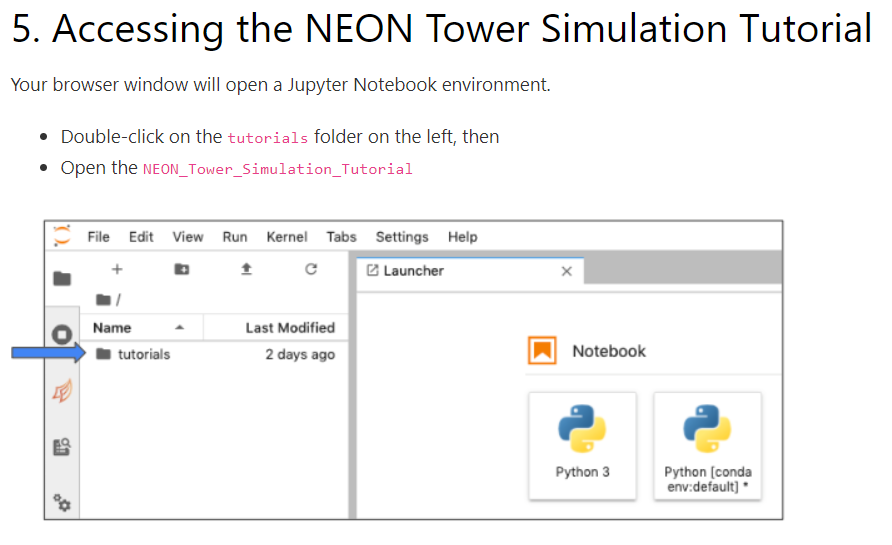 5. Accessing the NEON Tower Simulation Tutorial
Your browser window will open a Jupyter Notebook environment.
Double-click on the tutorials folder on the left, then
Open the NEON_Tower_Simulation_Tutorial
File Edit View Run Kernel Tabs Settings Help
Launcher
/
Name Last Modified
tutorials 2 days ago
Notebook
Python 3
Python [conda
env:default] *